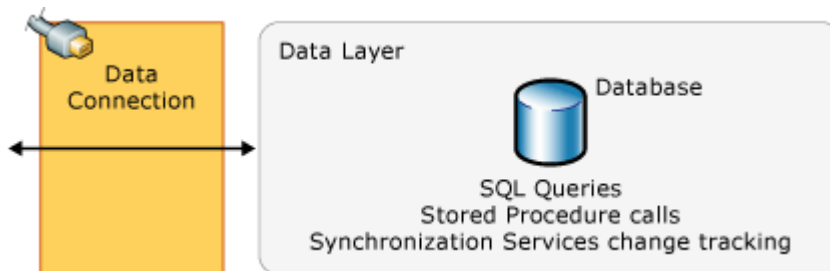 Data
Connection
Data Layer
Database
SQL Queries
Stored Procedure calls
Synchronization Services change tracking